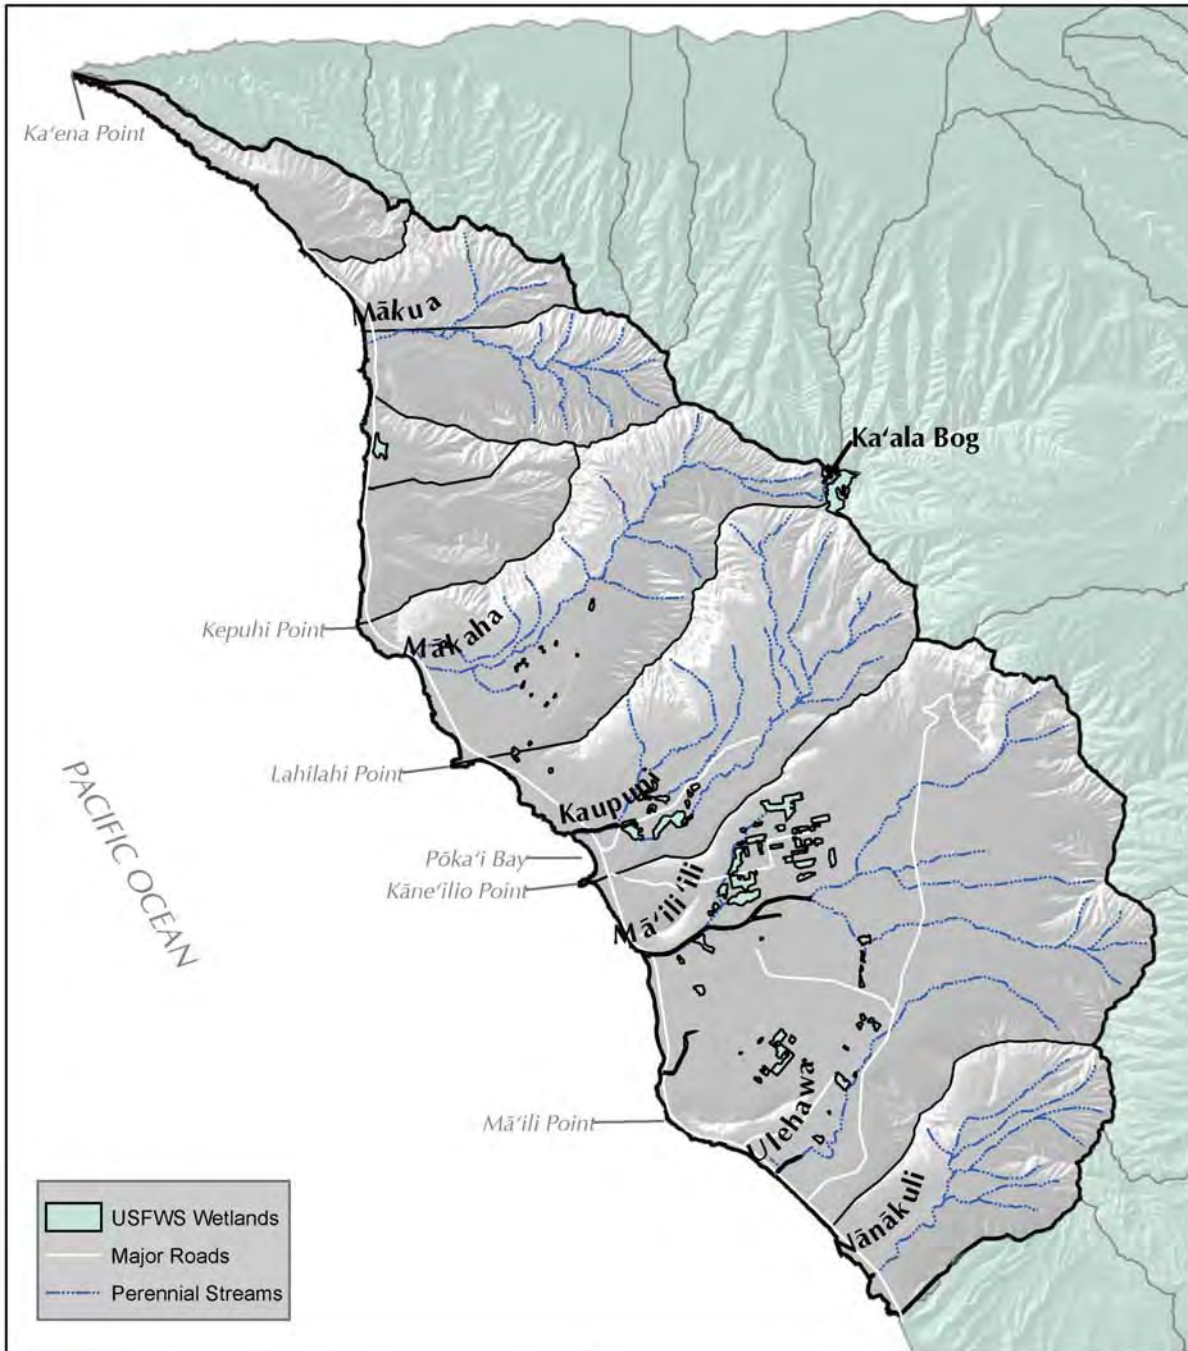 Ka‘ena Point
Mākua
Ka‘ala Bog
Kepuhi Point
Mākaha
Lahilahi Point
PACIFIC OCEAN
Kaupuni
Pōka‘i Bay
Kāne‘ilio Point
Mā‘ili‘ili
Mā‘ili Point
Ulehawa
Nānākuli
USFWS Wetlands
Major Roads
Perennial Streams